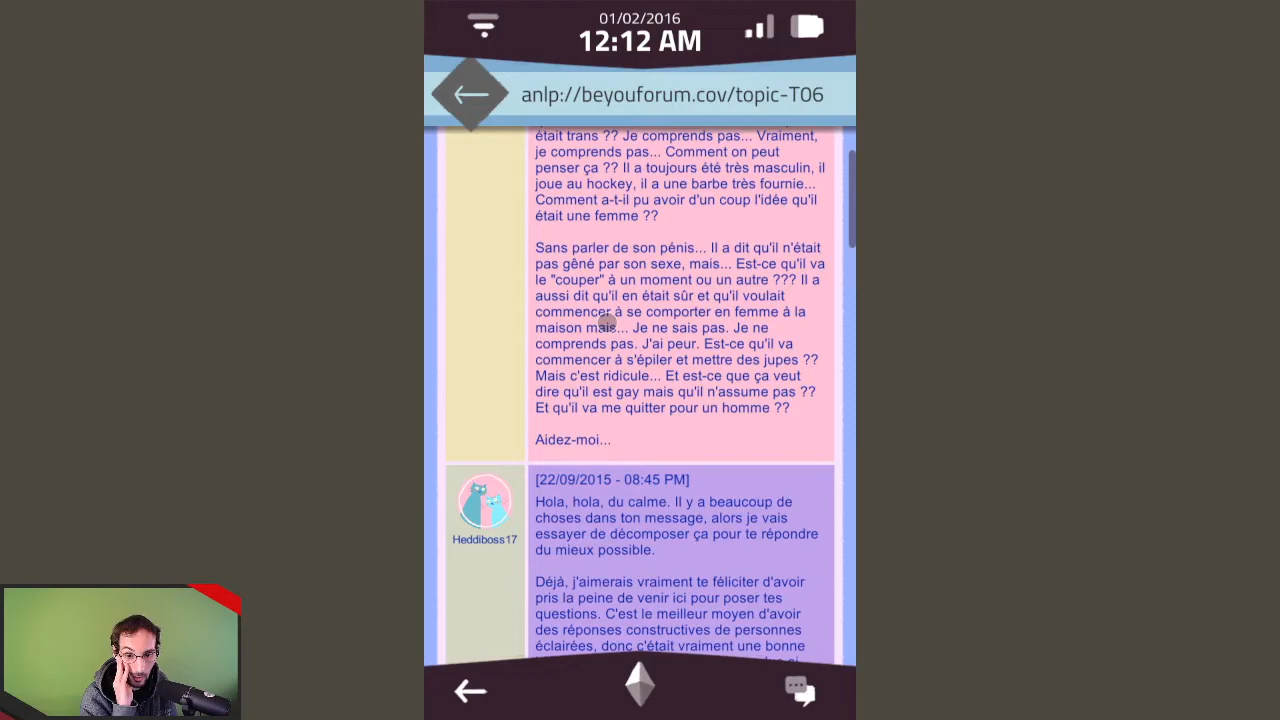 01/02/2016
12:12 AM
anlp://beyouforum.cov/topic-T06
était trans ?? Je comprends pas... Vraiment,
je comprends pas... Comment on peut
penser ça ?? Il a toujours été très masculin, il
joue au hockey, il a une barbe très fournie...
Comment a-t-il pu avoir d'un coup l'idée qu'il
était une femme ??
Sans parler de son pénis... Il a dit qu'il n'était
pas gêné par son sexe, mais... Est-ce qu'il va
le "couper" à un moment ou un autre ??? Il a
aussi dit qu'il en était sûr et qu'il voulait
commencer à se comporter en femme à la
maison mais... Je ne sais pas. Je ne
comprends pas. J'ai peur. Est-ce qu'il va
commencer à s'épiler et mettre des jupes ??
Mais c'est ridicule... Et est-ce que ça veut
dire qu'il est gay mais qu'il n'assume pas ??
Et qu'il va me quitter pour un homme ??
Aidez-moi...
Heddiboss17
[22/09/2015 - 08:45 PM]
Hola, hola, du calme. Il y a beaucoup de
choses dans ton message, alors je vais
essayer de décomposer ça pour te répondre
du mieux possible.
Déjà, j'aimerais vraiment te féliciter d'avoir
pris la peine de venir ici pour poser tes
questions. C'est le meilleur moyen d'avoir
des réponses constructives de personnes
éclairées, donc c'était vraiment une bonne